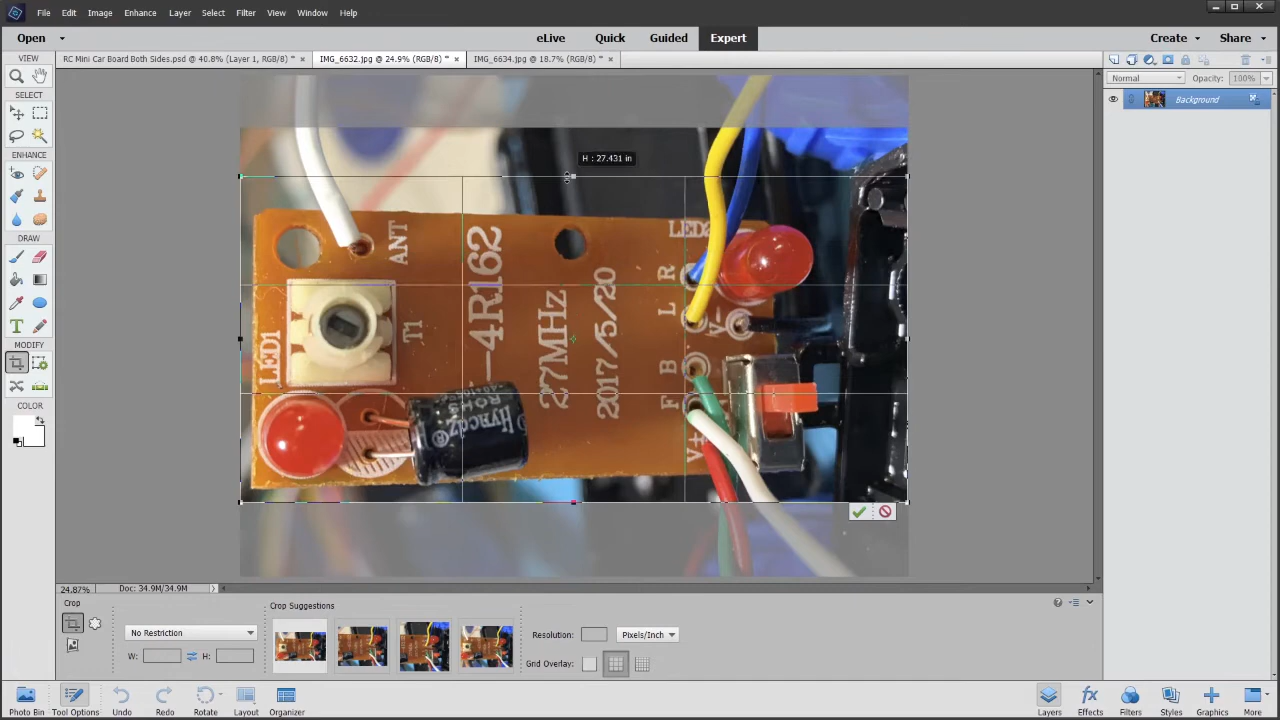 File Edit Image Enhance Layer Select Filter View Window Help
Open eLive Quick Guided Expert Create Share
RC Mini Car Board Both Sides.psd @ 40.8% (Layer 1, RGB/8) * × IMG_6632.jpg @ 24.9% (RGB/8) * × IMG_6634.jpg @ 18.7% (RGB/8) * ×
VIEW
SELECT
ENHANCE
DRAW
MODIFY
COLOR
Normal Opacity: 100%
Background
H : 27.431 in
ANT
LED2
-4R162
R
L
V-
T1
27MHz
2017/5/20
LED1
B
F
V+
Hyncdz
24.87% Doc: 34.9M/34.9M
Crop
Crop Suggestions
No Restriction
W: H:
Resolution: Pixels/Inch
Grid Overlay:
Photo Bin Tool Options Undo Redo Rotate Layout Organizer Layers Effects Filters Styles Graphics More